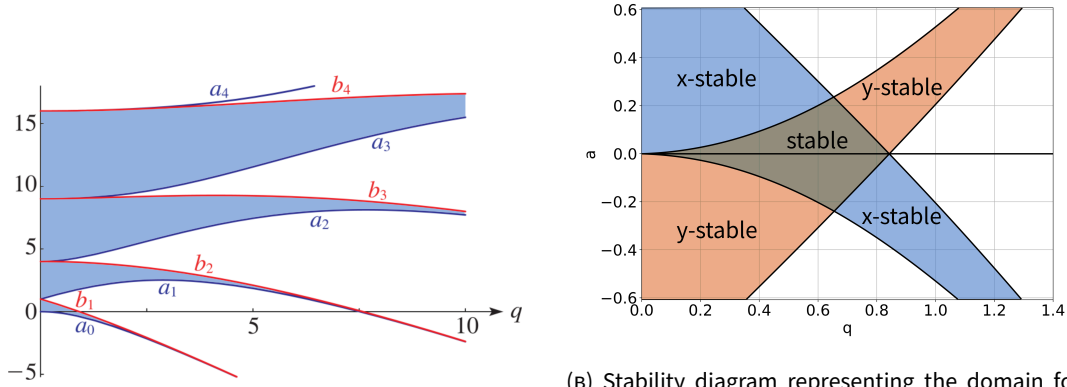 a₄
b₄
15
a₃
10
b₃
a₂
5
b₂
a₁
b₁
0
a₀
5
10
q
−5
0.6
0.4
0.2
0.0
−0.2
−0.4
−0.6
a
x-stable
y-stable
stable
y-stable
x-stable
0.0 0.2 0.4 0.6 0.8 1.0 1.2 1.4
q
(B) Stability diagram representing the domain fo